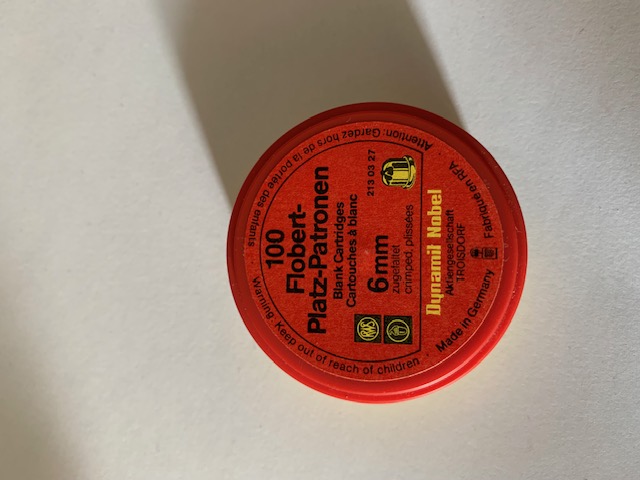 100
Flobert-
Platz-Patronen
Blank Cartridges
Cartouches à blanc
6mm
zugefaltet
crimped, plissées
213 03 27
RWS
Dynamit Nobel
Aktiengesellschaft
TROISDORF
Made in Germany
Fabriqué en RFA
Warning: Keep out of reach of children
Attention: Gardez hors de la portée des enfants